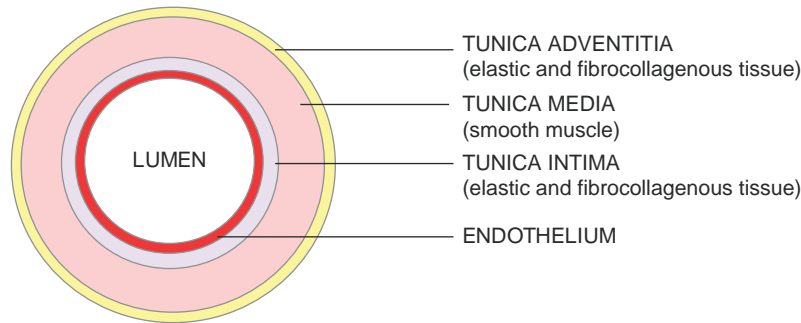 TUNICA ADVENTITIA
(elastic and fibrocollagenous tissue)
TUNICA MEDIA
(smooth muscle)
LUMEN
TUNICA INTIMA
(elastic and fibrocollagenous tissue)
ENDOTHELIUM